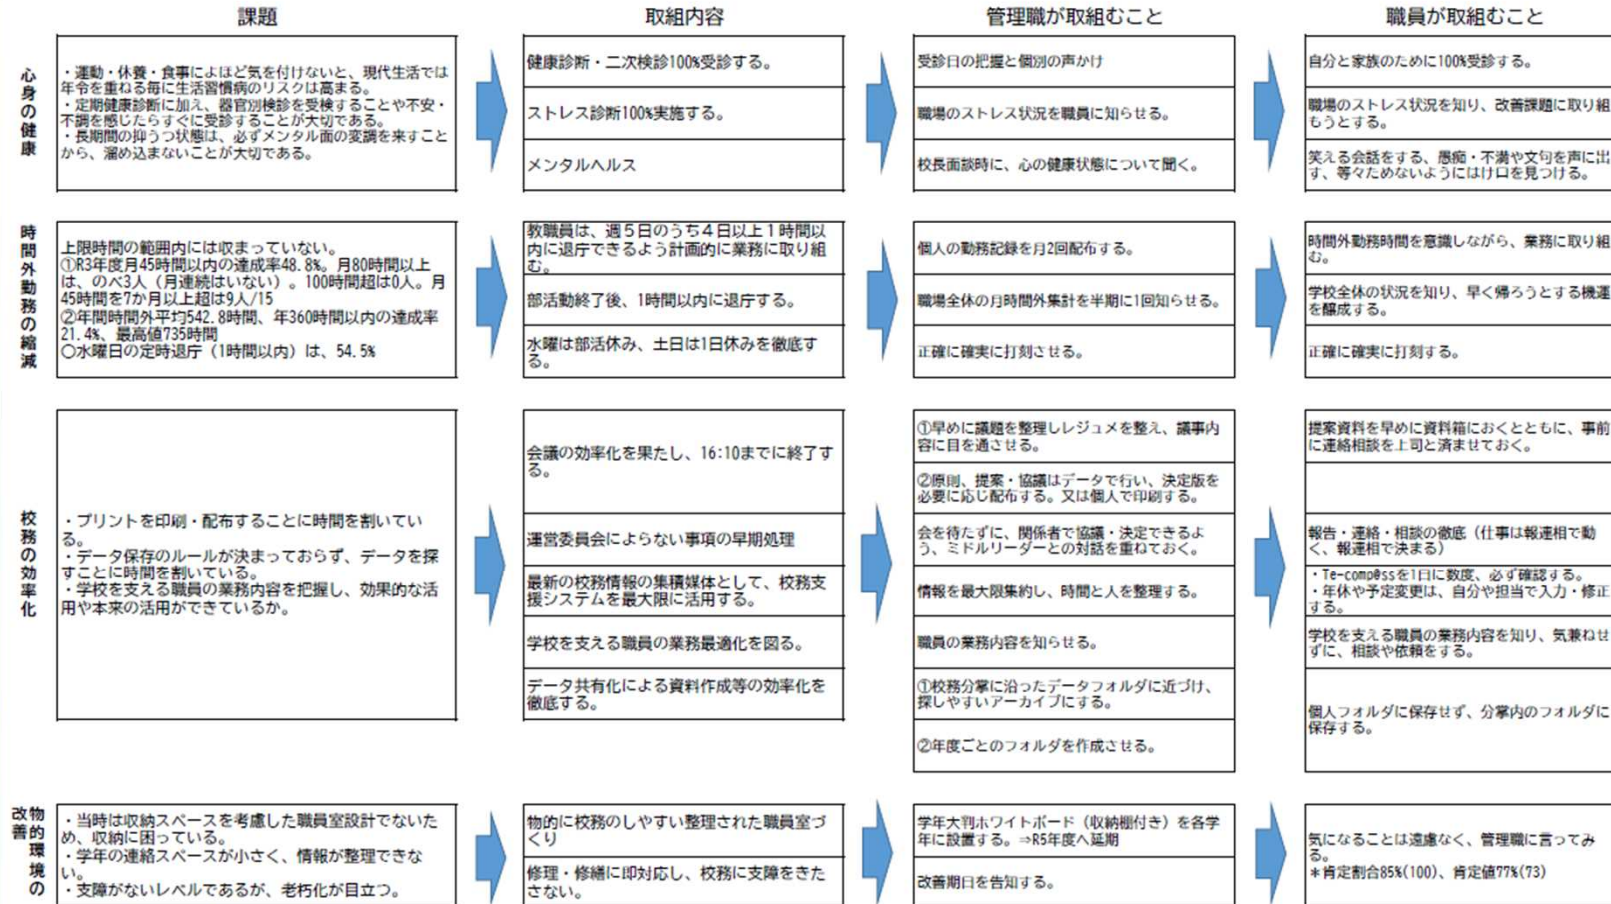 課題
取組内容
管理職が取組むこと
職員が取組むこと
心身の健康
・運動・休養・食事によほど気を付けないと、現代生活では
年令を重ねる毎に生活習慣病のリスクは高まる。
・定期健康診断に加え、器官別検診を受検することや不安・
不調を感じたらすぐに受診することが大切である。
・長期間の抑うつ状態は、必ずメンタル面の変調を来すこと
から、溜め込まないことが大切である。
健康診断・二次検診100%受診する。
ストレス診断100%実施する。
メンタルヘルス
受診日の把握と個別の声かけ
職場のストレス状況を職員に知らせる。
校長面談時に、心の健康状態について聞く。
自分と家族のために100%受診する。
職場のストレス状況を知り、改善課題に取り組
もうとする。
笑える会話をする、愚痴・不満や文句を声に出
す、等々ためないようにはけ口を見つける。
時間外勤務の縮減
上限時間の範囲内には収まっていない。
①R3年度月45時間以内の達成率48.8%。月80時間以上
は、のべ3人（月連続はいない）。100時間超は0人。月
45時間を7か月以上超は9人/15
②年間時間外平均542.8時間、年360時間以内の達成率
21.4%、最高値735時間
○水曜日の定時退庁（1時間以内）は、54.5%
教職員は、週５日のうち４日以上１時間以
内に退庁できるよう計画的に業務に取り組
む。
部活動終了後、1時間以内に退庁する。
水曜は部活休み、土日は1日休みを徹底す
る。
個人の勤務記録を月2回配布する。
職場全体の月時間外集計を半期に1回知らせる。
正確に確実に打刻させる。
時間外勤務時間を意識しながら、業務に取り組
む。
学校全体の状況を知り、早く帰ろうとする機運
を醸成する。
正確に確実に打刻する。
校務の効率化
・プリントを印刷・配布することに時間を割いてい
る。
・データ保存のルールが決まっておらず、データを探
すことに時間を割いている。
・学校を支える職員の業務内容を把握し、効果的な活
用や本来の活用ができているか。
会議の効率化を果たし、16:10までに終了す
る。
運営委員会によらない事項の早期処理
最新の校務情報の集積媒体として、校務支
援システムを最大限に活用する。
学校を支える職員の業務最適化を図る。
データ共有化による資料作成等の効率化を
徹底する。
①早めに議題を整理しレジュメを整え、議事内
容に目を通させる。
②原則、提案・協議はデータで行い、決定版を
必要に応じ配布する。又は個人で印刷する。
会を待たずに、関係者で協議・決定できるよ
う、ミドルリーダーとの対話を重ねておく。
情報を最大限集約し、時間と人を整理する。
職員の業務内容を知らせる。
①校務分掌に沿ったデータフォルダに近づけ、
探しやすいアーカイブにする。
②年度ごとのフォルダを作成させる。
提案資料を早めに資料箱におくとともに、事前
に連絡相談を上司と済ませておく。
報告・連絡・相談の徹底（仕事は報連相で動
く、報連相で決まる）
・Te-comp@ssを1日に数度、必ず確認する。
・年休や予定変更は、自分や担当で入力・修正
する。
学校を支える職員の業務内容を知り、気兼ねせ
ずに、相談や依頼をする。
個人フォルダに保存せず、分掌内のフォルダに
保存する。
物的環境の
改善
・当時は収納スペースを考慮した職員室設計でないた
め、収納に困っている。
・学年の連絡スペースが小さく、情報が整理できな
い。
・支障がないレベルであるが、老朽化が目立つ。
物的に校務のしやすい整理された職員室づ
くり
修理・修繕に即対応し、校務に支障をきた
さない。
学年大判ホワイトボード（収納棚付き）を各学
年に設置する。⇒R5年度へ延期
改善期日を告知する。
気になることは遠慮なく、管理職に言ってみ
る。
＊肯定割合85%(100)、肯定値77%(73)